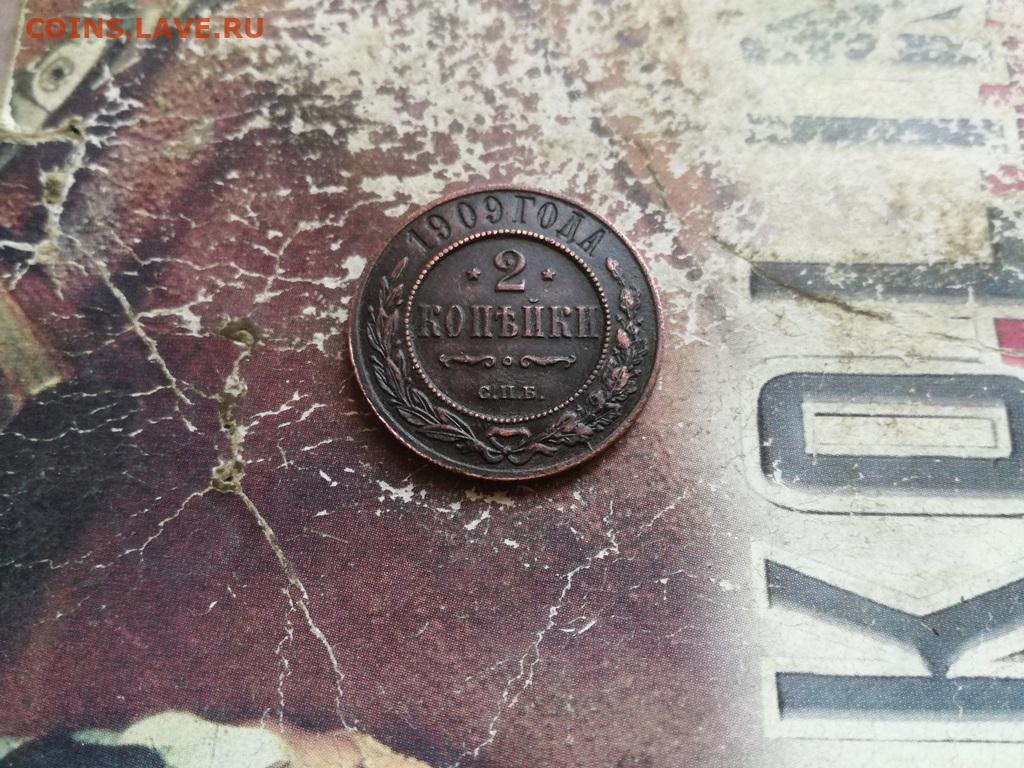 COINS.LAVE.RU
1909 ГОДА
2
КОПѢЙКИ
С.П.Б.